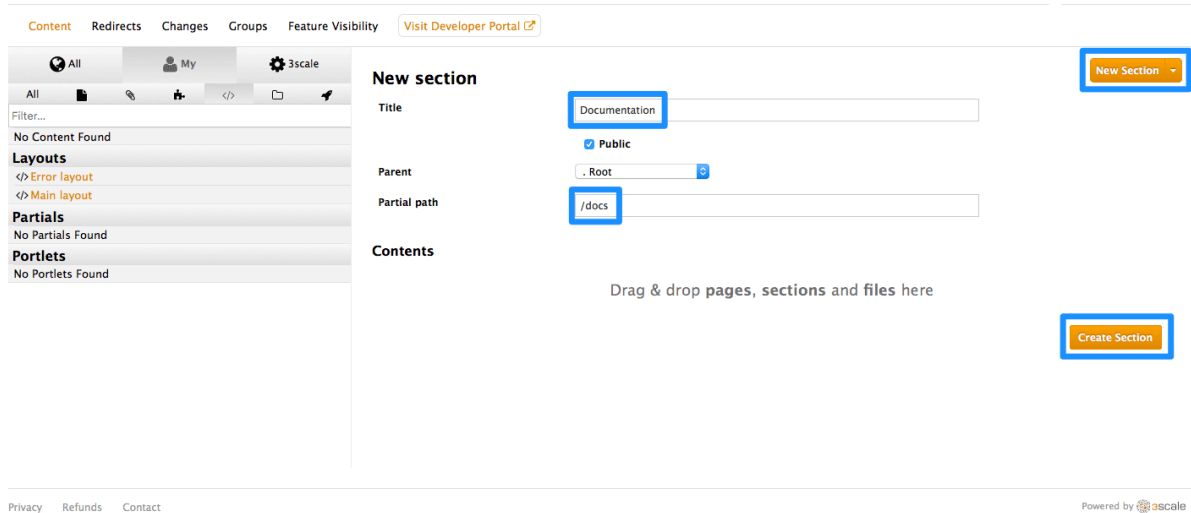 Content Redirects Changes Groups Feature Visibility Visit Developer Portal
All My 3scale
All </>
Filter...
No Content Found
Layouts
</> Error layout
</> Main layout
Partials
No Partials Found
Portlets
No Portlets Found
New section
New Section
Title Documentation
Public
Parent . Root
Partial path /docs
Contents
Drag & drop pages, sections and files here
Create Section
Privacy Refunds Contact
Powered by 3scale